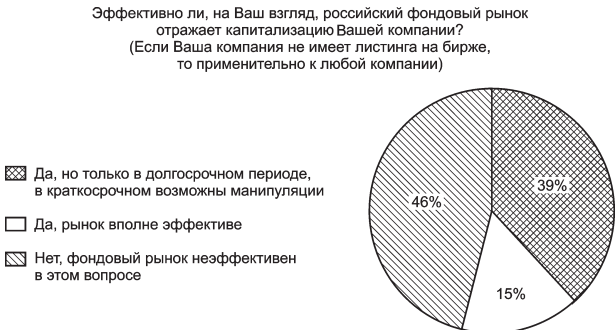 Эффективно ли, на Ваш взгляд, российский фондовый рынок
отражает капитализацию Вашей компании?
(Если Ваша компания не имеет листинга на бирже,
то применительно к любой компании)
Да, но только в долгосрочном периоде,
в краткосрочном возможны манипуляции
Да, рынок вполне эффективе
Нет, фондовый рынок неэффективен
в этом вопросе
46%
39%
15%